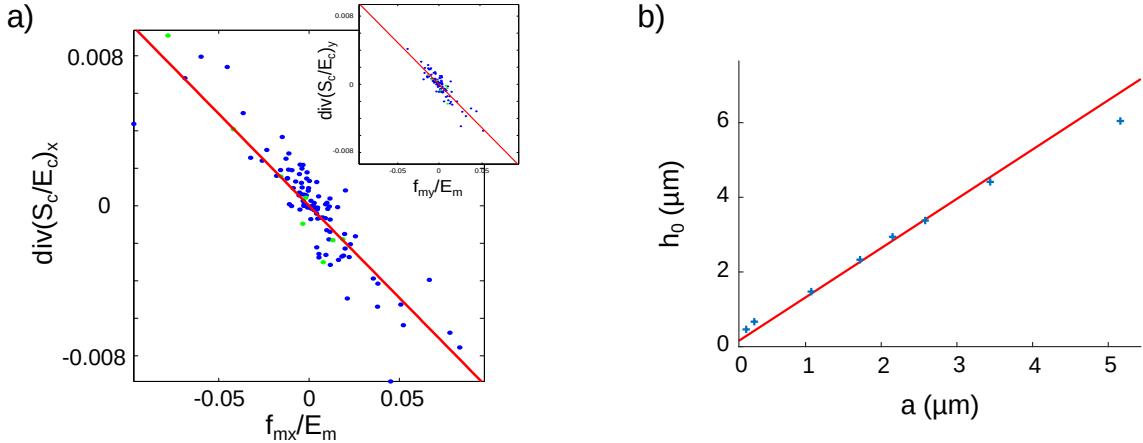 a)
div(S_c/E_c)_x
0.008
0
-0.008
-0.05
0
0.05
f_mx/E_m
div(S_c/E_c)_y
0.008
0
-0.008
-0.05
0
0.05
f_my/E_m
b)
h_0 (µm)
6
4
2
0
0
1
2
3
4
5
a (µm)